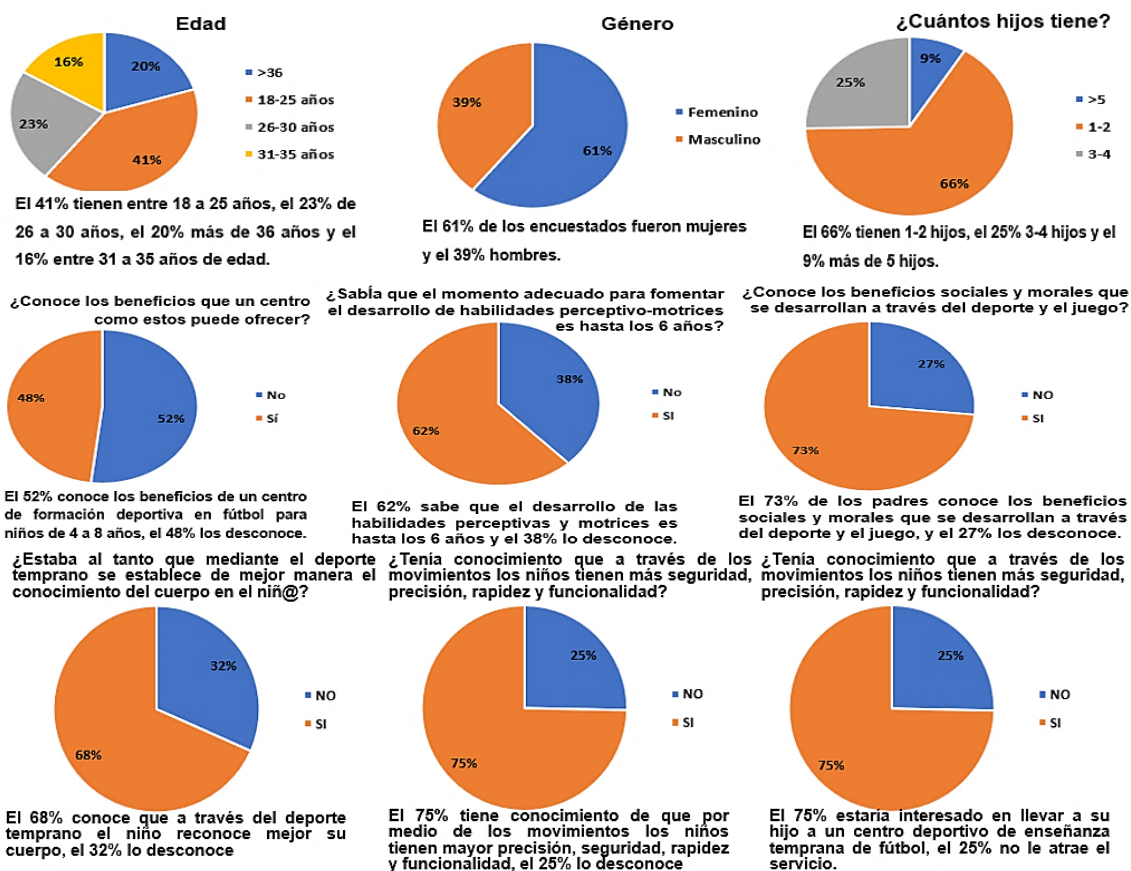 Edad
16%
20%
23%
41%
>36
18-25 años
26-30 años
31-35 años
El 41% tienen entre 18 a 25 años, el 23% de
26 a 30 años, el 20% más de 36 años y el
16% entre 31 a 35 años de edad.
Género
39%
61%
Femenino
Masculino
El 61% de los encuestados fueron mujeres
y el 39% hombres.
¿Cuántos hijos tiene?
9%
25%
66%
>5
1-2
3-4
El 66% tienen 1-2 hijos, el 25% 3-4 hijos y el
9% más de 5 hijos.
¿Conoce los beneficios que un centro
como estos puede ofrecer?
48%
52%
No
Sí
El 52% conoce los beneficios de un centro
de formación deportiva en fútbol para
niños de 4 a 8 años, el 48% los desconoce.
¿SabÍa que el momento adecuado para fomentar
el desarrollo de habilidades perceptivo-motrices
es hasta los 6 años?
38%
62%
No
SI
El 62% sabe que el desarrollo de las
habilidades perceptivas y motrices es
hasta los 6 años y el 38% lo desconoce.
¿Conoce los beneficios sociales y morales que
se desarrollan a través del deporte y el juego?
27%
73%
NO
SI
El 73% de los padres conoce los beneficios
sociales y morales que se desarrollan a través
del deporte y el juego, y el 27% los desconoce.
¿Estaba al tanto que mediante el deporte
temprano se establece de mejor manera el
conocimiento del cuerpo en el niñ@?
32%
68%
NO
SI
El 68% conoce que a través del deporte
temprano el niño reconoce mejor su
cuerpo, el 32% lo desconoce
¿Tenía conocimiento que a través de los
movimientos los niños tienen más seguridad,
precisión, rapidez y funcionalidad?
25%
75%
NO
SI
El 75% tiene conocimiento de que por
medio de los movimientos los niños
tienen mayor precisión, seguridad, rapidez
y funcionalidad, el 25% lo desconoce
¿Tenía conocimiento que a través de los
movimientos los niños tienen más seguridad,
precisión, rapidez y funcionalidad?
25%
75%
NO
SI
El 75% estaría interesado en llevar a su
hijo a un centro deportivo de enseñanza
temprana de fútbol, el 25% no le atrae el
servicio.